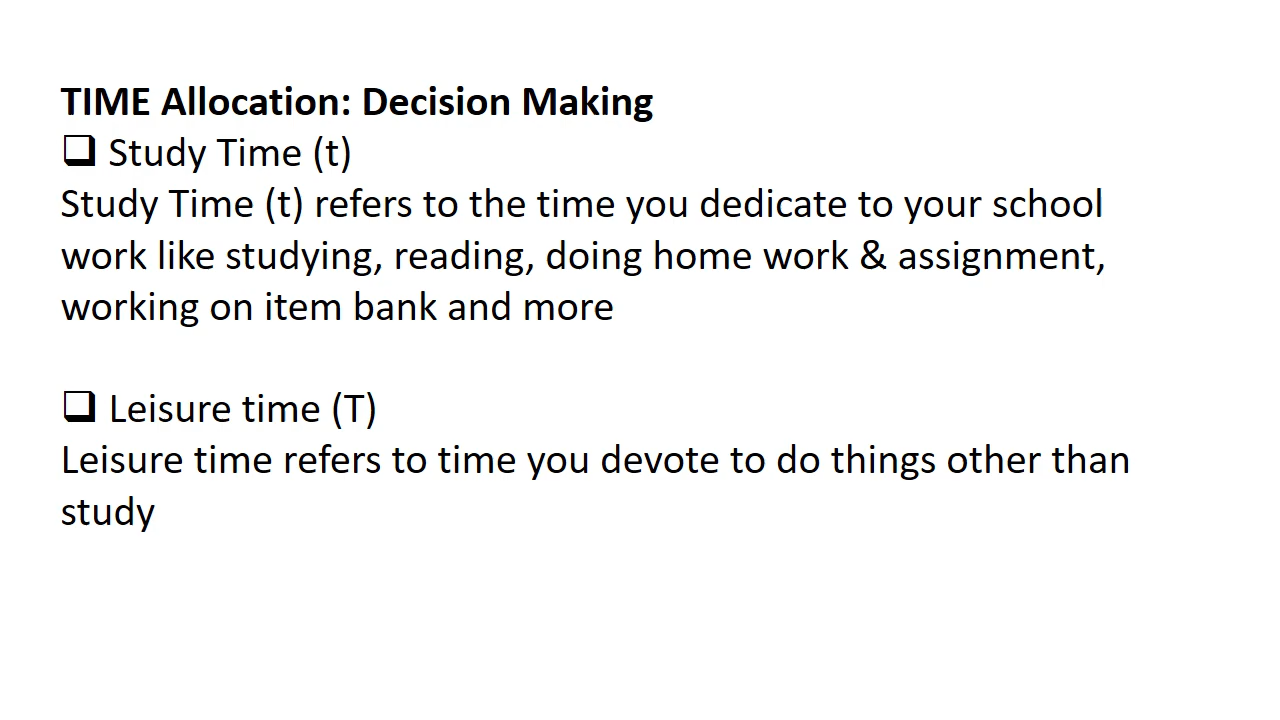 TIME Allocation: Decision Making
❑ Study Time (t)
Study Time (t) refers to the time you dedicate to your school
work like studying, reading, doing home work & assignment,
working on item bank and more
❑ Leisure time (T)
Leisure time refers to time you devote to do things other than
study